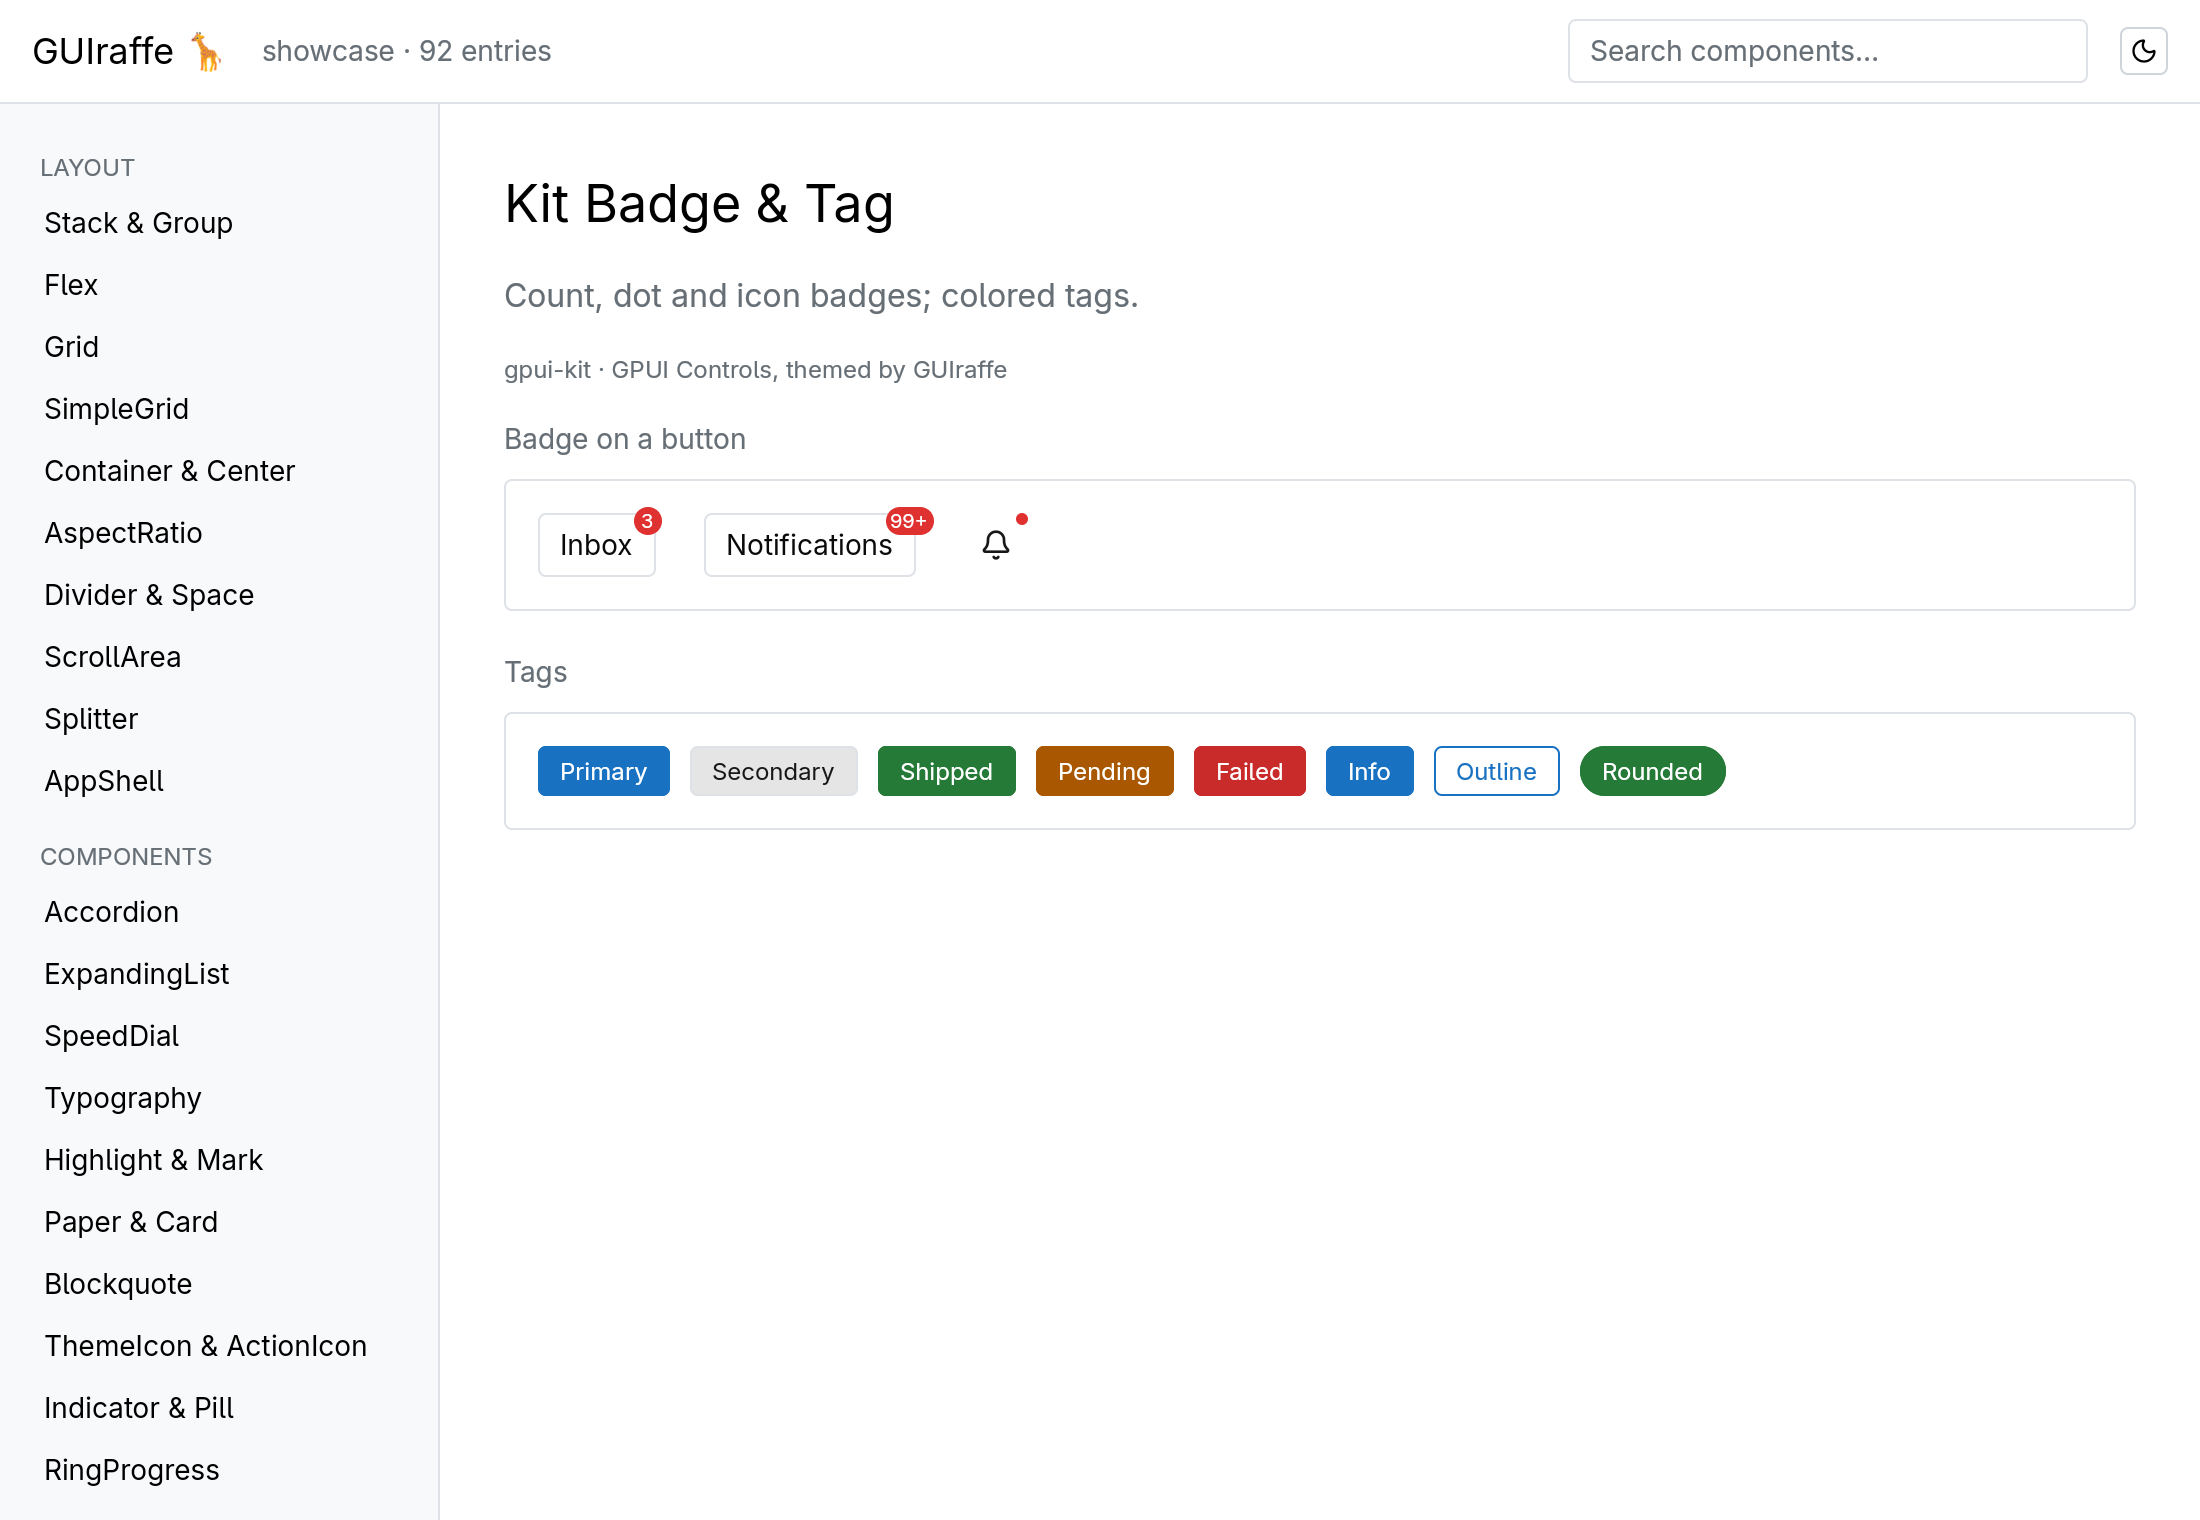 GUIraffe 🦒 showcase · 92 entries
Search components...
LAYOUT
Stack & Group
Flex
Grid
SimpleGrid
Container & Center
AspectRatio
Divider & Space
ScrollArea
Splitter
AppShell
COMPONENTS
Accordion
ExpandingList
SpeedDial
Typography
Highlight & Mark
Paper & Card
Blockquote
ThemeIcon & ActionIcon
Indicator & Pill
RingProgress
Kit Badge & Tag
Count, dot and icon badges; colored tags.
gpui-kit · GPUI Controls, themed by GUIraffe
Badge on a button
Inbox 3 Notifications 99+
Tags
Primary Secondary Shipped Pending Failed Info Outline Rounded